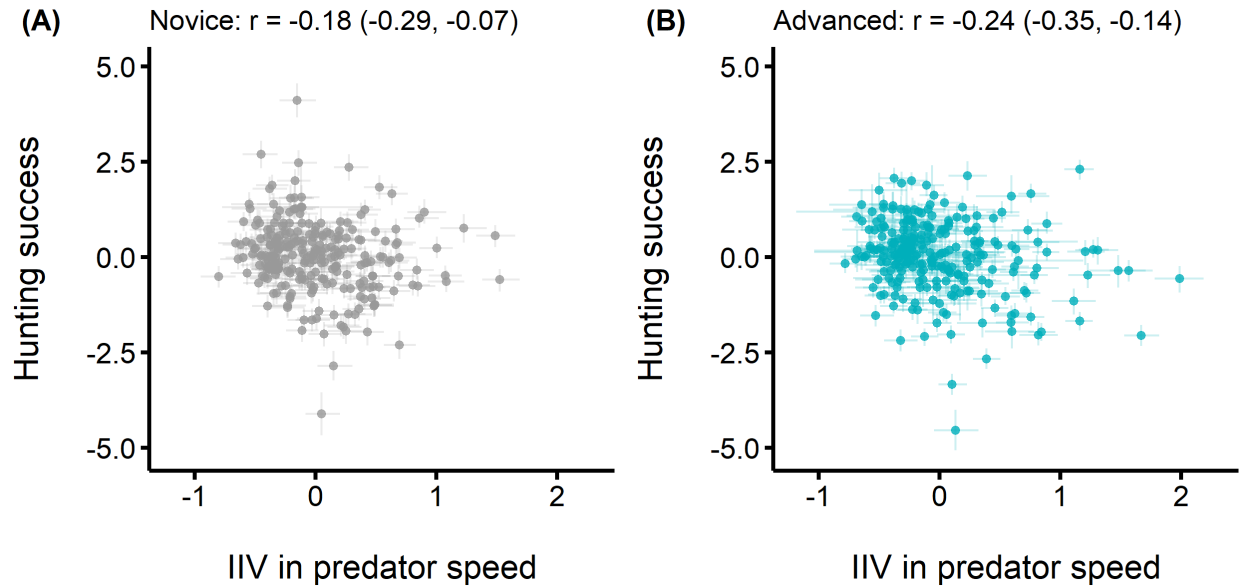 (A) Novice: r = -0.18 (-0.29, -0.07)
5.0
2.5
0.0
-2.5
-5.0
Hunting success
-1 0 1 2
IIV in predator speed
(B) Advanced: r = -0.24 (-0.35, -0.14)
5.0
2.5
0.0
-2.5
-5.0
Hunting success
-1 0 1 2
IIV in predator speed